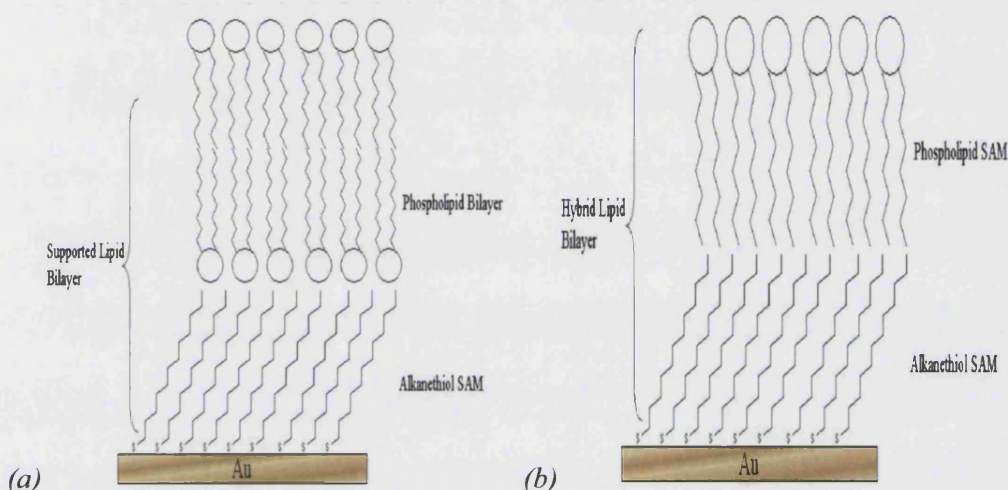 Supported Lipid
Bilayer
Phospholipid Bilayer
Alkanethiol SAM
s s s s s s s s
Au
(a)
Hybrid Lipid
Bilayer
Phospholipid SAM
Alkanethiol SAM
s s s s s s s s
Au
(b)